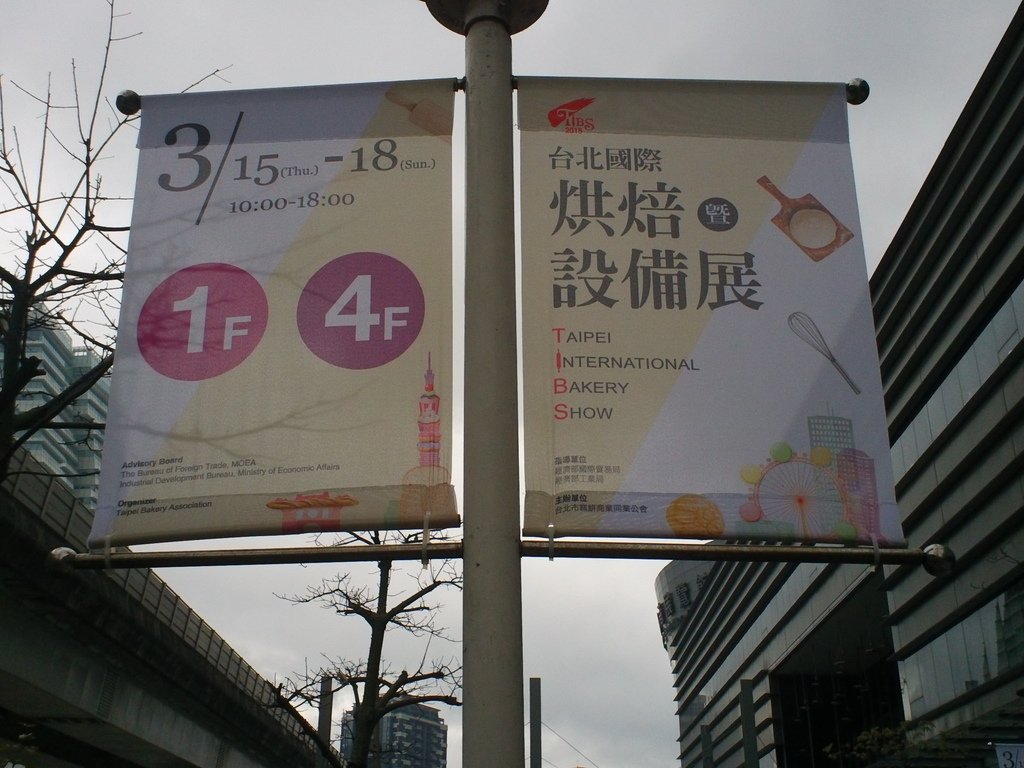 3/15(Thu.)-18(Sun.)
10:00-18:00
1F 4F
Advisory Board
The Bureau of Foreign Trade, MOEA
Industrial Development Bureau, Ministry of Economic Affairs
Organizer
Taipei Bakery Association
TIBS
2018
台北國際
烘焙暨
設備展
TAIPEI
INTERNATIONAL
BAKERY
SHOW
指導單位
經濟部國際貿易局
經濟部工業局
主辦單位
台北市糕餅商業同業公會
3/